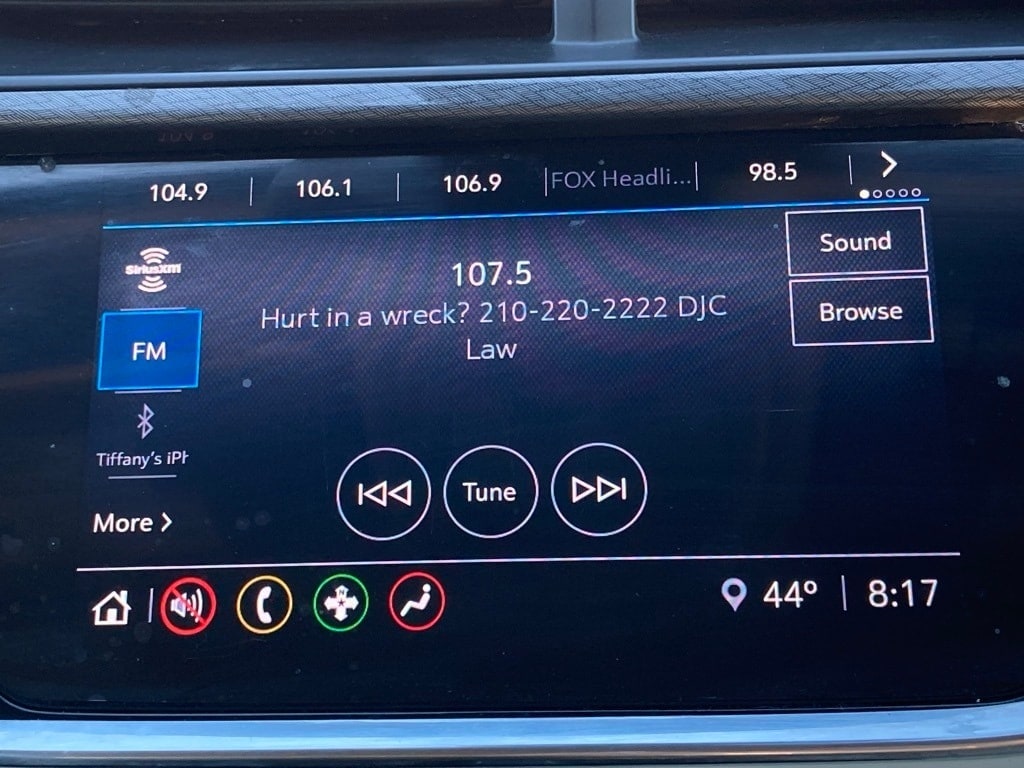 104.9 106.1 106.9 FOX Headli... 98.5
SiriusXM
Sound
107.5
Hurt in a wreck? 210-220-2222 DJC
Law
Browse
FM
Tiffany's iPh
Tune
More
44° 8:17